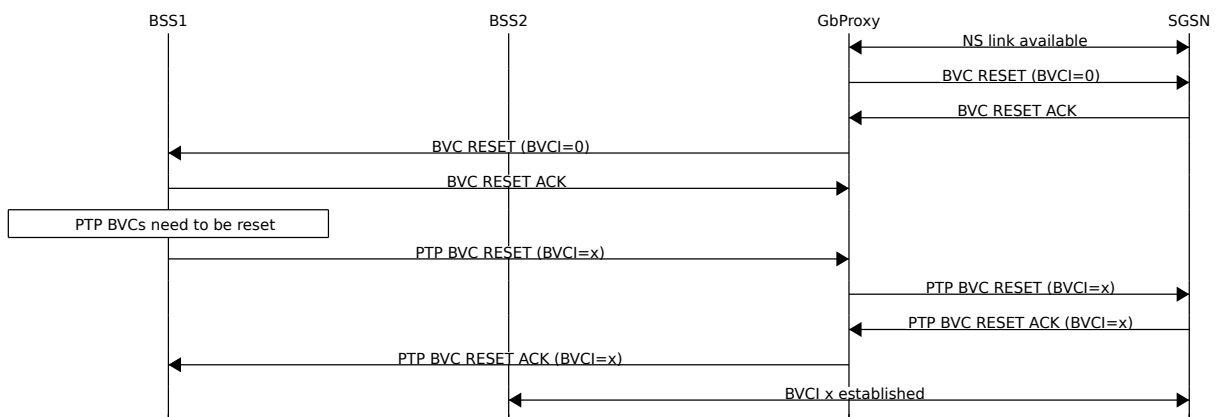 BSS1 BSS2 GbProxy SGSN
NS link available
BVC RESET (BVCI=0)
BVC RESET ACK
BVC RESET (BVCI=0)
BVC RESET ACK
PTP BVCs need to be reset
PTP BVC RESET (BVCI=x)
PTP BVC RESET (BVCI=x)
PTP BVC RESET ACK (BVCI=x)
PTP BVC RESET ACK (BVCI=x)
BVCI x established